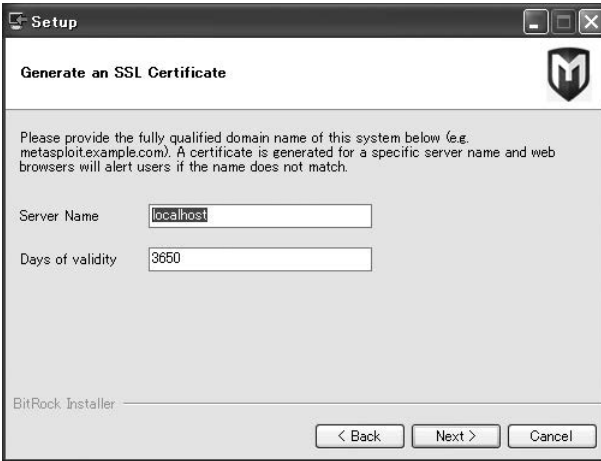 Setup
Generate an SSL Certificate
Please provide the fully qualified domain name of this system below (e.g.
metasploit.example.com). A certificate is generated for a specific server name and web
browsers will alert users if the name does not match.
Server Name localhost
Days of validity 3650
BitRock Installer
< Back Next > Cancel